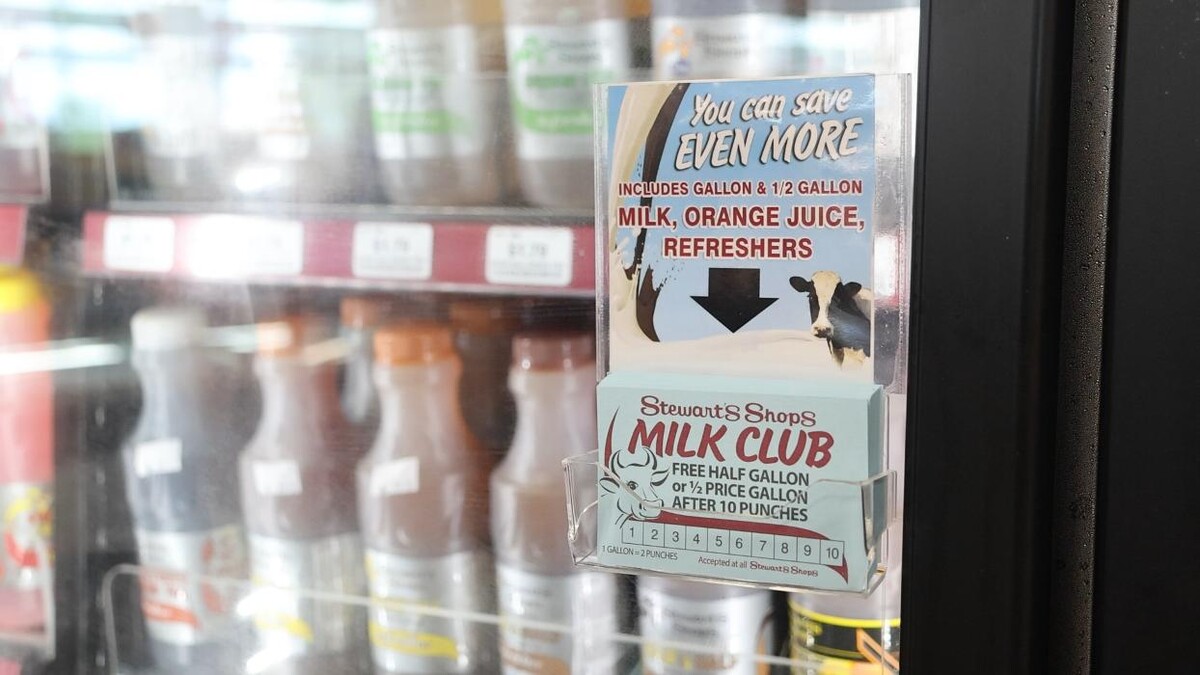 You can save
EVEN MORE
INCLUDES GALLON & 1/2 GALLON
MILK, ORANGE JUICE,
REFRESHERS
Stewart's Shops
MILK CLUB
FREE HALF GALLON
or ½ PRICE GALLON
AFTER 10 PUNCHES
1 2 3 4 5 6 7 8 9 10
1 GALLON = 2 PUNCHES
Accepted at all Stewart's Shops